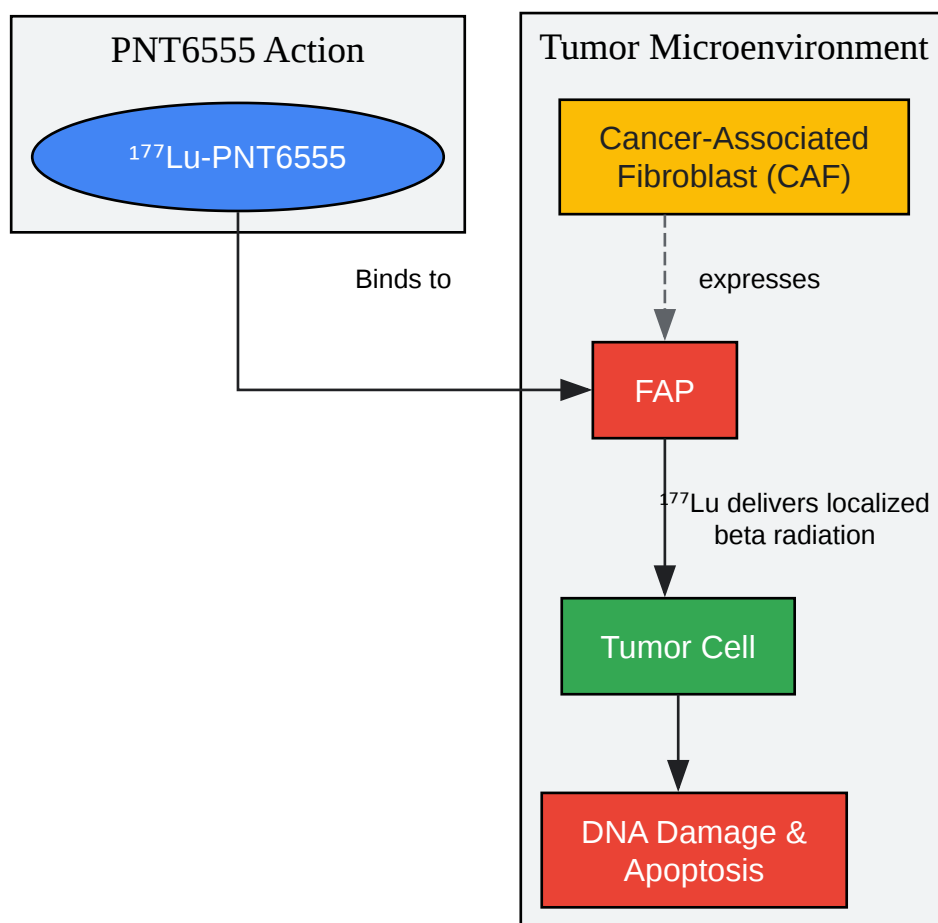 PNT6555 Action
¹⁷⁷Lu-PNT6555
Binds to
Tumor Microenvironment
Cancer-Associated
Fibroblast (CAF)
expresses
FAP
¹⁷⁷Lu delivers localized
beta radiation
Tumor Cell
DNA Damage &
Apoptosis